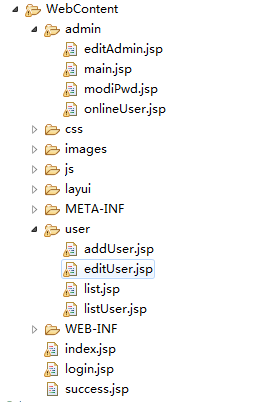 WebContent
admin
editAdmin.jsp
main.jsp
modiPwd.jsp
onlineUser.jsp
css
images
js
layui
META-INF
user
addUser.jsp
editUser.jsp
list.jsp
listUser.jsp
WEB-INF
index.jsp
login.jsp
success.jsp